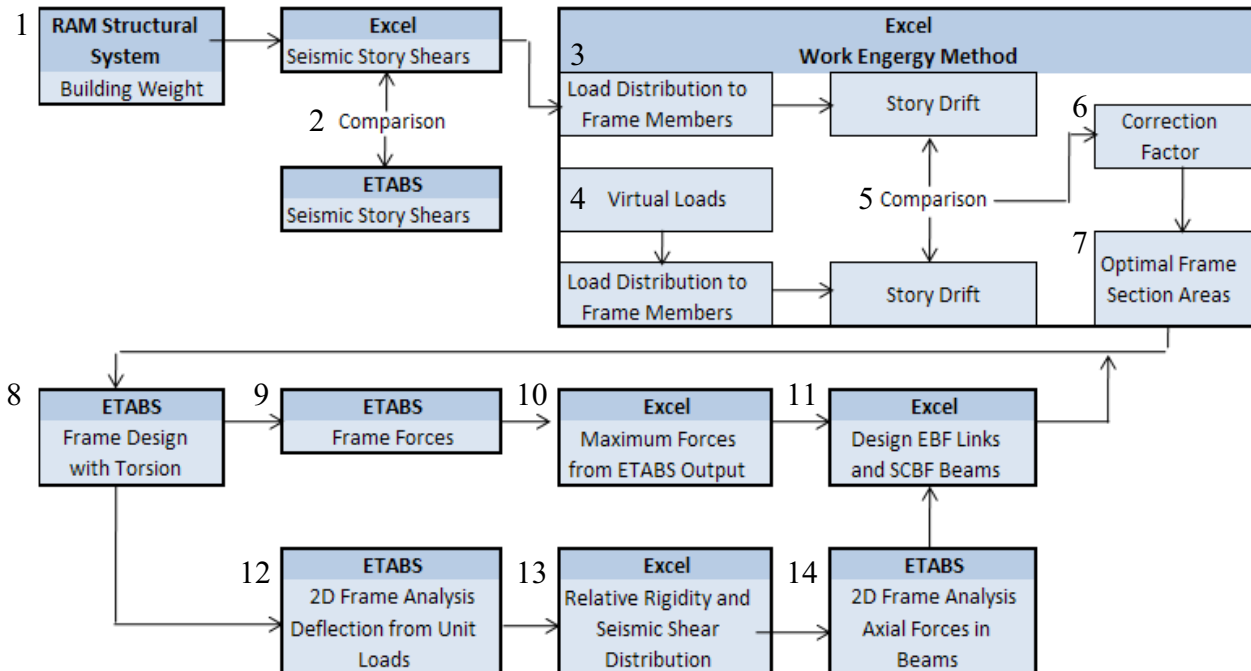 1
RAM Structural
System
Building Weight
Excel
Seismic Story Shears
2 Comparison
ETABS
Seismic Story Shears
Excel
Work Engergy Method
3
Load Distribution to
Frame Members
Story Drift
4 Virtual Loads
Load Distribution to
Frame Members
5 Comparison
Story Drift
6
Correction
Factor
7
Optimal Frame
Section Areas
8
ETABS
Frame Design
with Torsion
9
ETABS
Frame Forces
10
Excel
Maximum Forces
from ETABS Output
11
Excel
Design EBF Links
and SCBF Beams
12
ETABS
2D Frame Analysis
Deflection from Unit
Loads
13
Excel
Relative Rigidity and
Seismic Shear
Distribution
14
ETABS
2D Frame Analysis
Axial Forces in
Beams